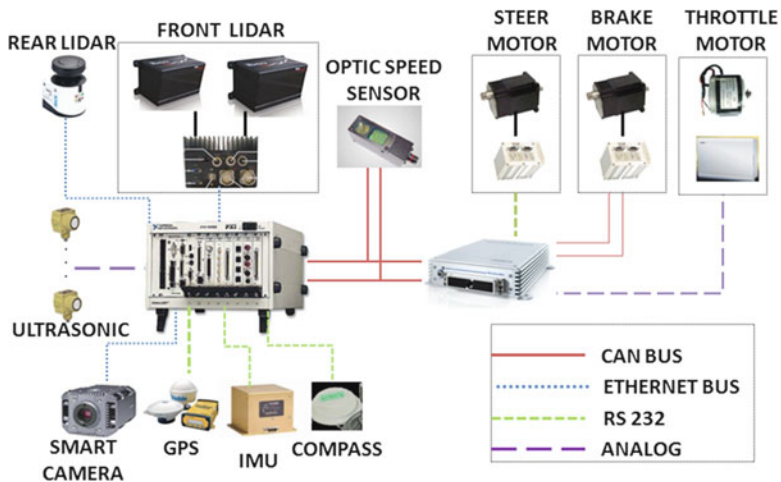 REAR LIDAR
FRONT LIDAR
OPTIC SPEED
SENSOR
STEER
MOTOR
BRAKE
MOTOR
THROTTLE
MOTOR
ULTRASONIC
SMART
CAMERA
GPS
IMU
COMPASS
CAN BUS
ETHERNET BUS
RS 232
ANALOG